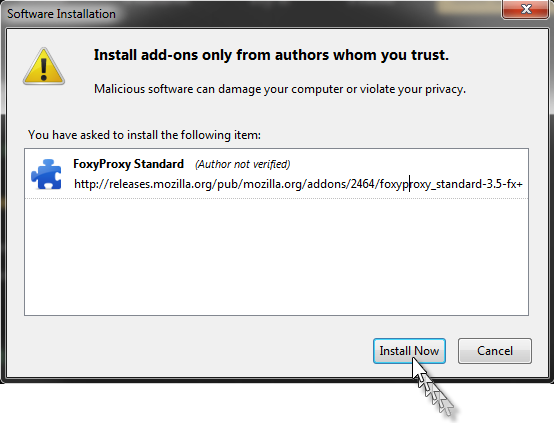 Software Installation
Install add-ons only from authors whom you trust.
Malicious software can damage your computer or violate your privacy.
You have asked to install the following item:
FoxyProxy Standard (Author not verified)
http://releases.mozilla.org/pub/mozilla.org/addons/2464/foxyproxy_standard-3.5-fx+
Install Now
Cancel